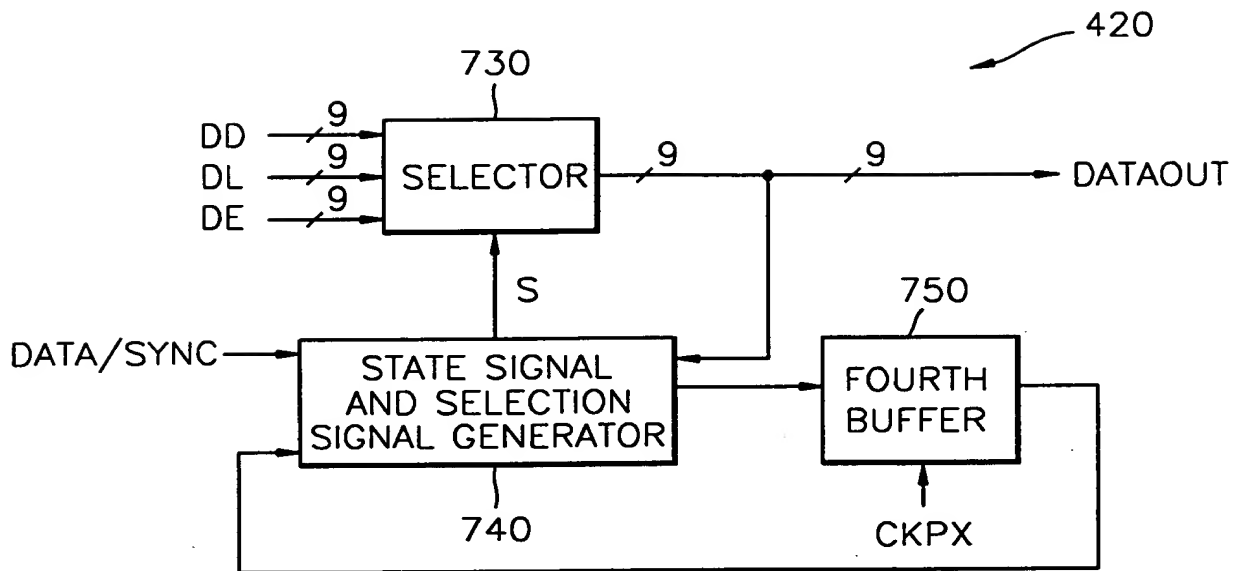 420
730
DD 9
DL 9
DE 9
SELECTOR
9
9
DATAOUT
S
750
DATA/SYNC
STATE SIGNAL
AND SELECTION
SIGNAL GENERATOR
FOURTH
BUFFER
740
CKPX